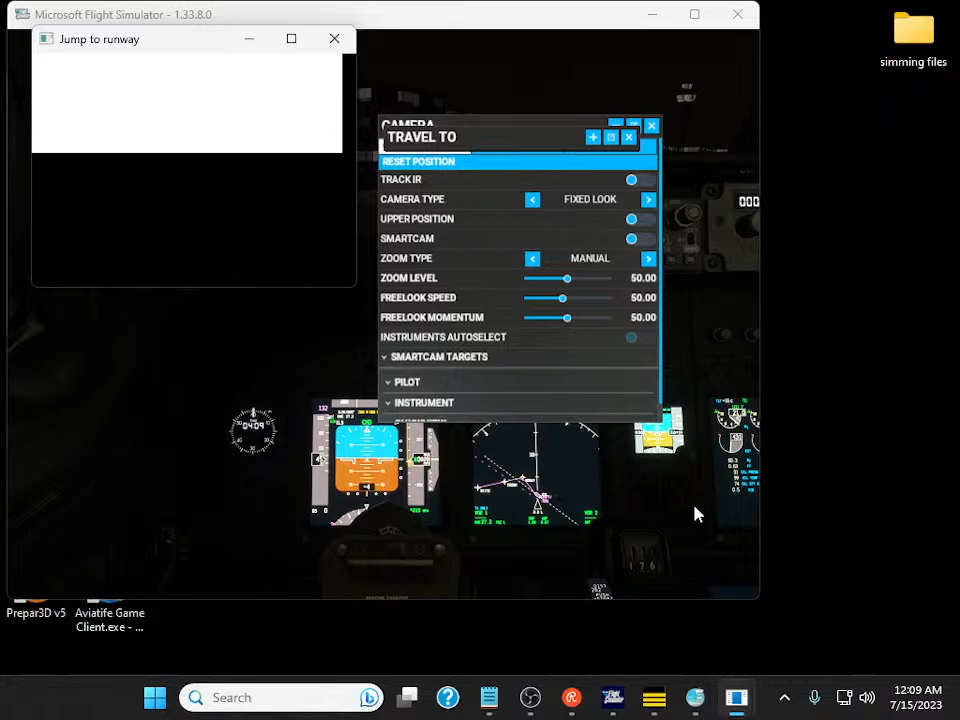 Microsoft Flight Simulator - 1.33.8.0
Jump to runway
simming files
CAMERA
TRAVEL TO
RESET POSITION
TRACK IR
CAMERA TYPE
FIXED LOOK
UPPER POSITION
SMARTCAM
ZOOM TYPE
MANUAL
ZOOM LEVEL
50.00
FREELOOK SPEED
50.00
FREELOOK MOMENTUM
50.00
INSTRUMENTS AUTOSELECT
SMARTCAM TARGETS
PILOT
INSTRUMENT
132
Prepar3D v5
Aviatife Game
Client.exe - ...
Search
12:09 AM
7/15/2023